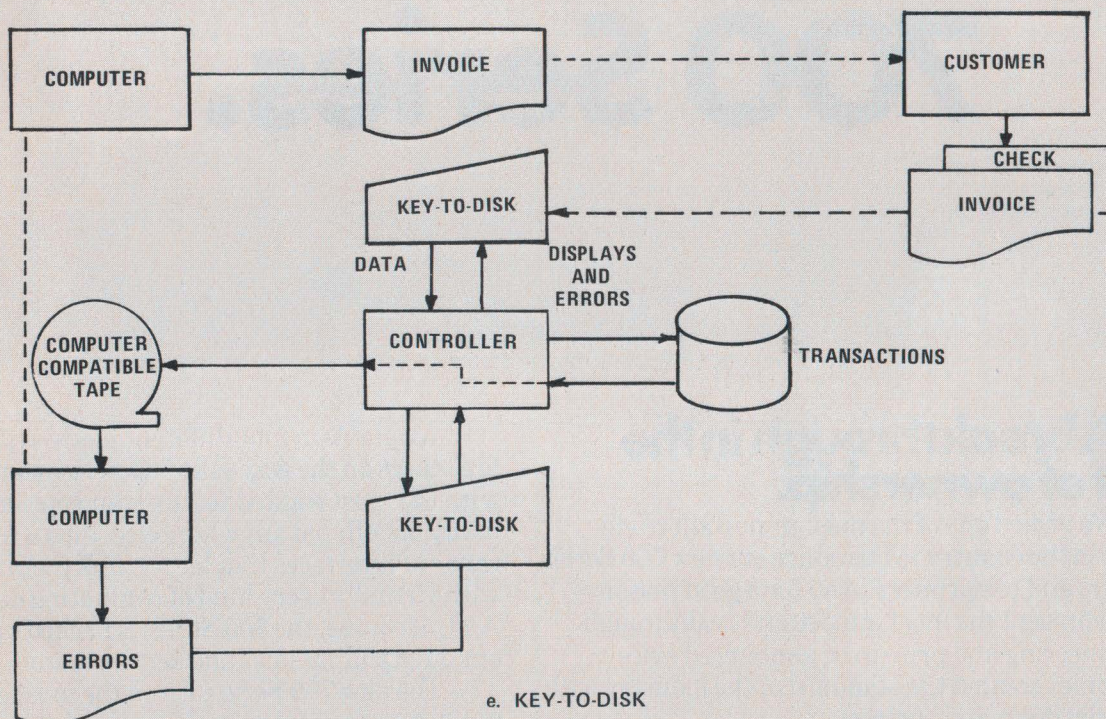 COMPUTER
INVOICE
CUSTOMER
CHECK
INVOICE
KEY-TO-DISK
DATA
DISPLAYS
AND
ERRORS
CONTROLLER
TRANSACTIONS
COMPUTER
COMPATIBLE
TAPE
COMPUTER
KEY-TO-DISK
ERRORS
e. KEY-TO-DISK